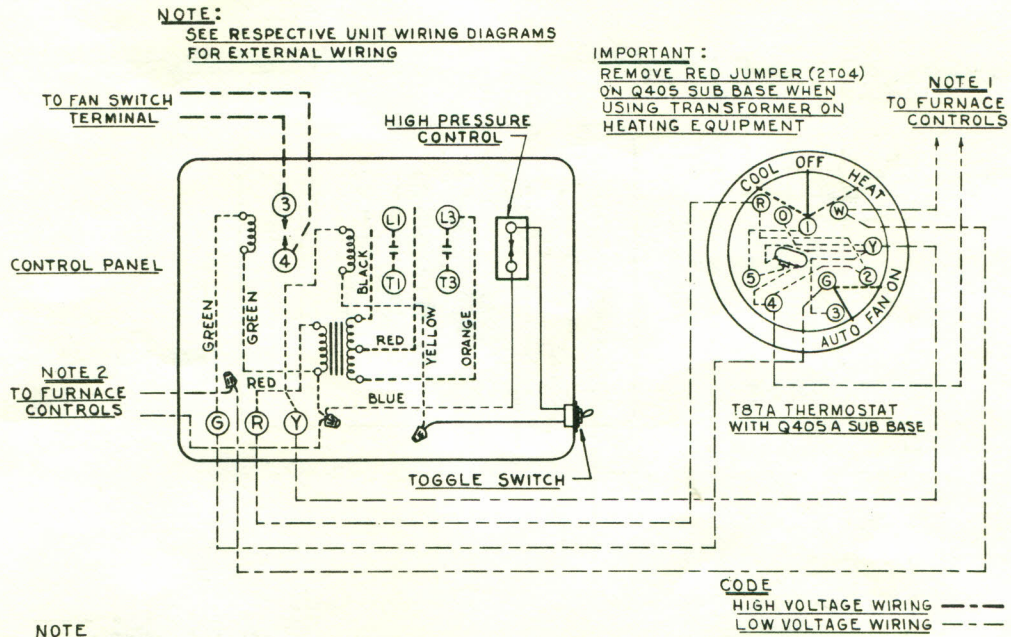 NOTE:
SEE RESPECTIVE UNIT WIRING DIAGRAMS
FOR EXTERNAL WIRING
IMPORTANT:
REMOVE RED JUMPER (2TO4)
ON Q405 SUB BASE WHEN
USING TRANSFORMER ON
HEATING EQUIPMENT
NOTE 1
TO FURNACE
CONTROLS
TO FAN SWITCH
TERMINAL
HIGH PRESSURE
CONTROL
COOL OFF HEAT
R O 1 W
Y
5 2
4 G 3
AUTO FAN ON
3
4
L1 L3
T1 T3
CONTROL PANEL
GREEN
GREEN
BLACK
RED
YELLOW
ORANGE
RED
BLUE
NOTE 2
TO FURNACE
CONTROLS
G R Y
T87A THERMOSTAT
WITH Q405A SUB BASE
TOGGLE SWITCH
CODE
HIGH VOLTAGE WIRING
LOW VOLTAGE WIRING
NOTE